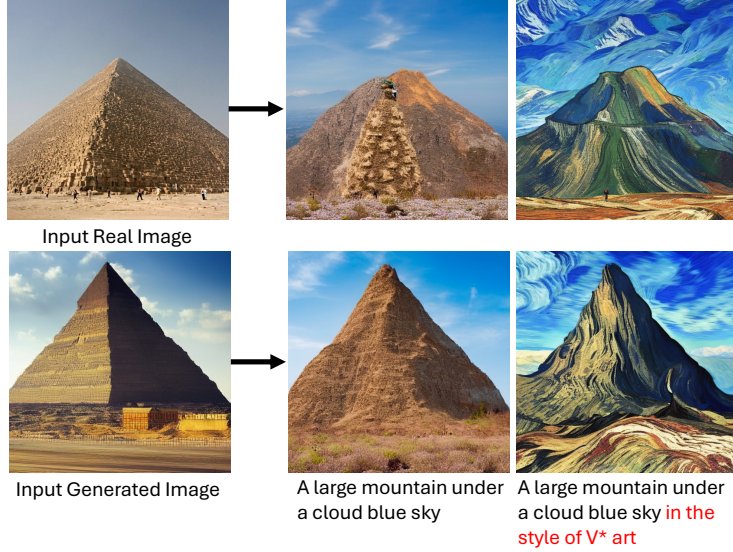 Input Real Image
Input Generated Image
A large mountain under
a cloud blue sky
A large mountain under
a cloud blue sky in the
style of V* art